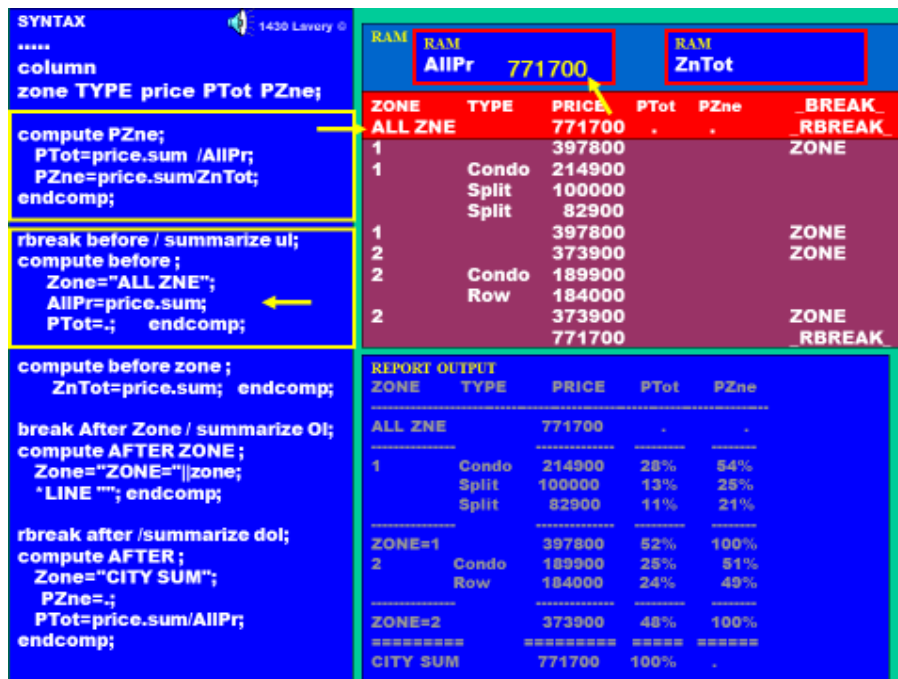 SYNTAX 1430 Lavery ©
.....
column
zone TYPE price PTot PZne;
compute PZne;
PTot=price.sum /AllPr;
PZne=price.sum/ZnTot;
endcomp;
rbreak before / summarize ul;
compute before ;
Zone="ALL ZNE";
AllPr=price.sum;
PTot=.; endcomp;
compute before zone ;
ZnTot=price.sum; endcomp;
break After Zone / summarize Ol;
compute AFTER ZONE ;
Zone="ZONE="||zone;
*LINE ""; endcomp;
rbreak after /summarize dol;
compute AFTER ;
Zone="CITY SUM";
PZne=.;
PTot=price.sum/AllPr;
endcomp;
RAM
RAM
AllPr 771700
RAM
ZnTot
ZONE TYPE PRICE PTot PZne _BREAK_
ALL ZNE 771700 . . _RBREAK_
1 397800 ZONE
1 Condo 214900
Split 100000
Split 82900
1 397800 ZONE
2 373900 ZONE
2 Condo 189900
Row 184000
2 373900 ZONE
771700 _RBREAK_
REPORT OUTPUT
ZONE TYPE PRICE PTot PZne
ALL ZNE 771700 . .
1 Condo 214900 28% 54%
Split 100000 13% 25%
Split 82900 11% 21%
ZONE=1 397800 52% 100%
2 Condo 189900 25% 51%
Row 184000 24% 49%
ZONE=2 373900 48% 100%
========= ========= ===== ======
CITY SUM 771700 100% .